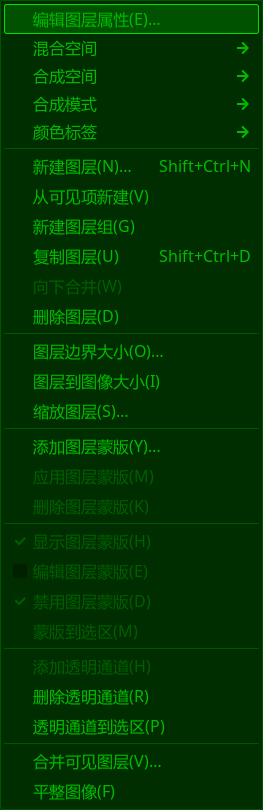 编辑图层属性(E)...
混合空间
合成空间
合成模式
颜色标签
新建图层(N)... Shift+Ctrl+N
从可见项新建(V)
新建图层组(G)
复制图层(U) Shift+Ctrl+D
向下合并(W)
删除图层(D)
图层边界大小(O)...
图层到图像大小(I)
缩放图层(S)...
添加图层蒙版(Y)...
应用图层蒙版(M)
删除图层蒙版(K)
显示图层蒙版(H)
编辑图层蒙版(E)
禁用图层蒙版(D)
蒙版到选区(M)
添加透明通道(H)
删除透明通道(R)
透明通道到选区(P)
合并可见图层(V)...
平整图像(F)